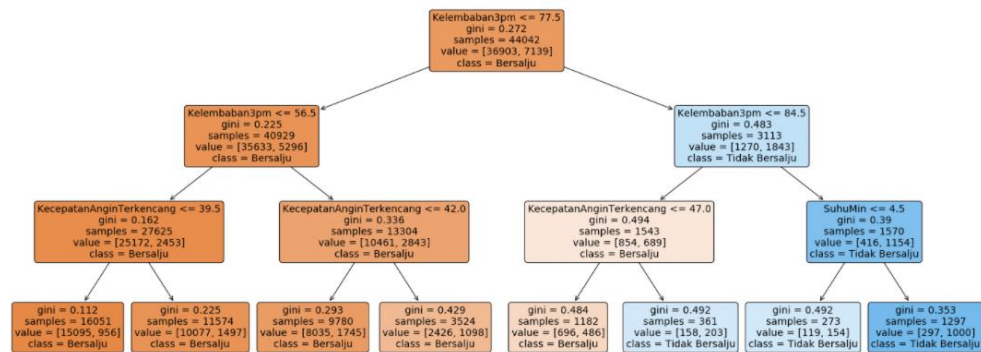 Kelembaban3pm <= 77.5
gini = 0.272
samples = 44042
value = [36903, 7139]
class = Bersalju
Kelembaban3pm <= 56.5
gini = 0.225
samples = 40929
value = [35633, 5296]
class = Bersalju
Kelembaban3pm <= 84.5
gini = 0.483
samples = 3113
value = [1270, 1843]
class = Tidak Bersalju
KecepatanAnginTerkencang <= 39.5
gini = 0.162
samples = 27625
value = [25172, 2453]
class = Bersalju
KecepatanAnginTerkencang <= 42.0
gini = 0.336
samples = 13304
value = [10461, 2843]
class = Bersalju
KecepatanAnginTerkencang <= 47.0
gini = 0.494
samples = 1543
value = [854, 689]
class = Bersalju
SuhuMin <= 4.5
gini = 0.39
samples = 1570
value = [416, 1154]
class = Tidak Bersalju
gini = 0.112
samples = 16051
value = [15095, 956]
class = Bersalju
gini = 0.225
samples = 11574
value = [10077, 1497]
class = Bersalju
gini = 0.293
samples = 9780
value = [8035, 1745]
class = Bersalju
gini = 0.429
samples = 3524
value = [2426, 1098]
class = Bersalju
gini = 0.484
samples = 1182
value = [696, 486]
class = Bersalju
gini = 0.492
samples = 361
value = [158, 203]
class = Tidak Bersalju
gini = 0.492
samples = 273
value = [119, 154]
class = Tidak Bersalju
gini = 0.353
samples = 1297
value = [297, 1000]
class = Tidak Bersalju